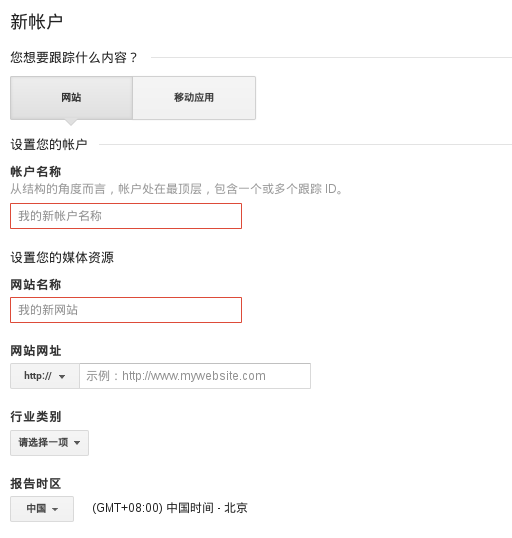 新帐户
您想要跟踪什么内容？
网站 移动应用
设置您的帐户
帐户名称
从结构的角度而言，帐户处在最顶层，包含一个或多个跟踪 ID。
我的新帐户名称
设置您的媒体资源
网站名称
我的新网站
网站网址
http:// 示例：http://www.mywebsite.com
行业类别
请选择一项
报告时区
中国 (GMT+08:00) 中国时间 - 北京